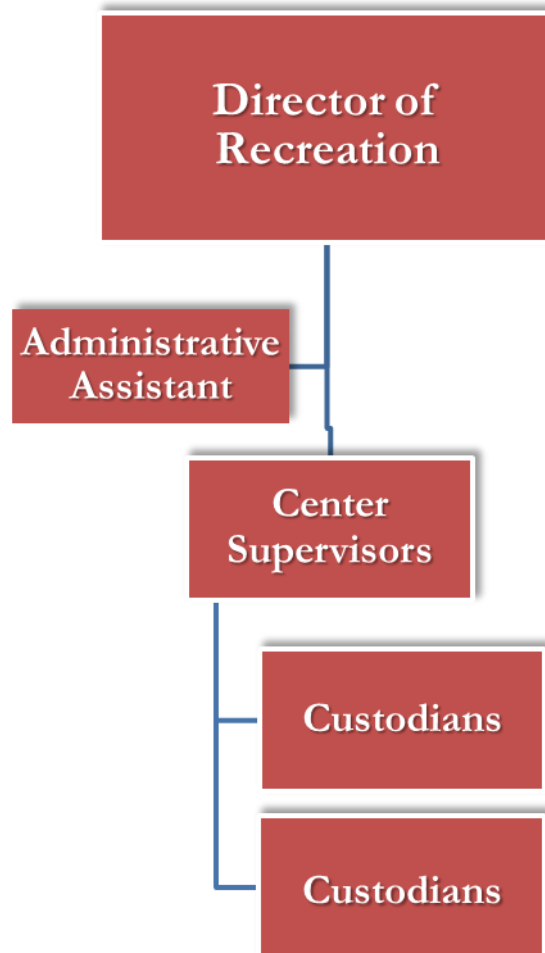 Director of
Recreation
Administrative
Assistant
Center
Supervisors
Custodians
Custodians